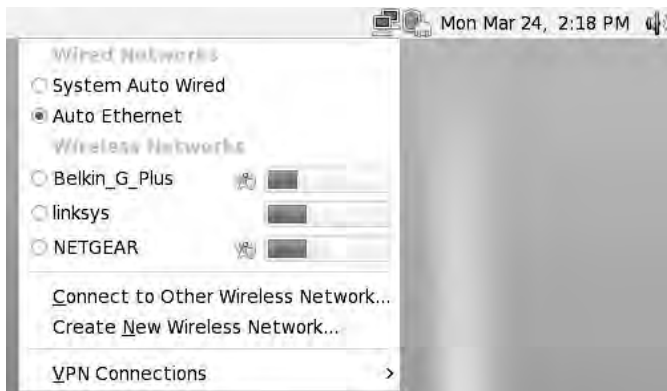 Mon Mar 24, 2:18 PM
Wired Networks
System Auto Wired
Auto Ethernet
Wireless Networks
Belkin_G_Plus
linksys
NETGEAR
Connect to Other Wireless Network...
Create New Wireless Network...
VPN Connections